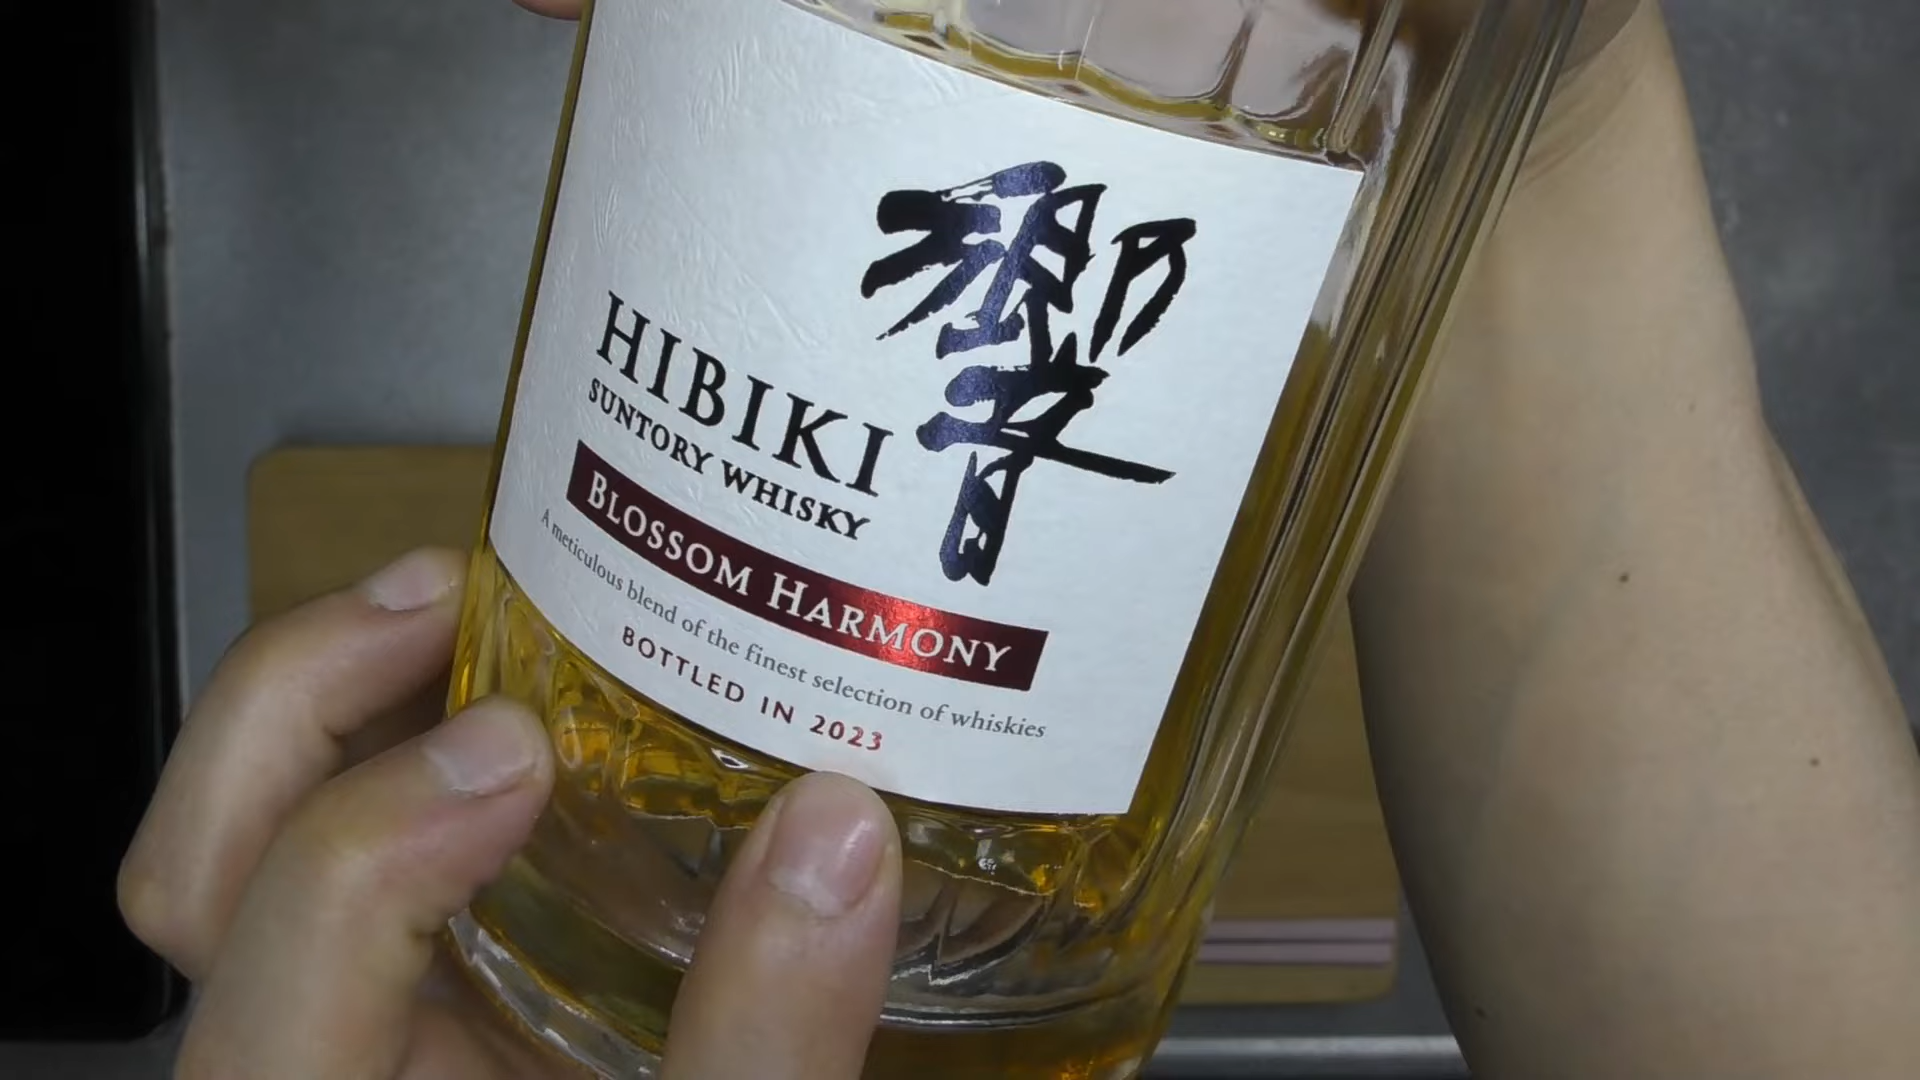 響
HIBIKI
SUNTORY WHISKY
BLOSSOM HARMONY
A meticulous blend of the finest selection of whiskies
BOTTLED IN 2023